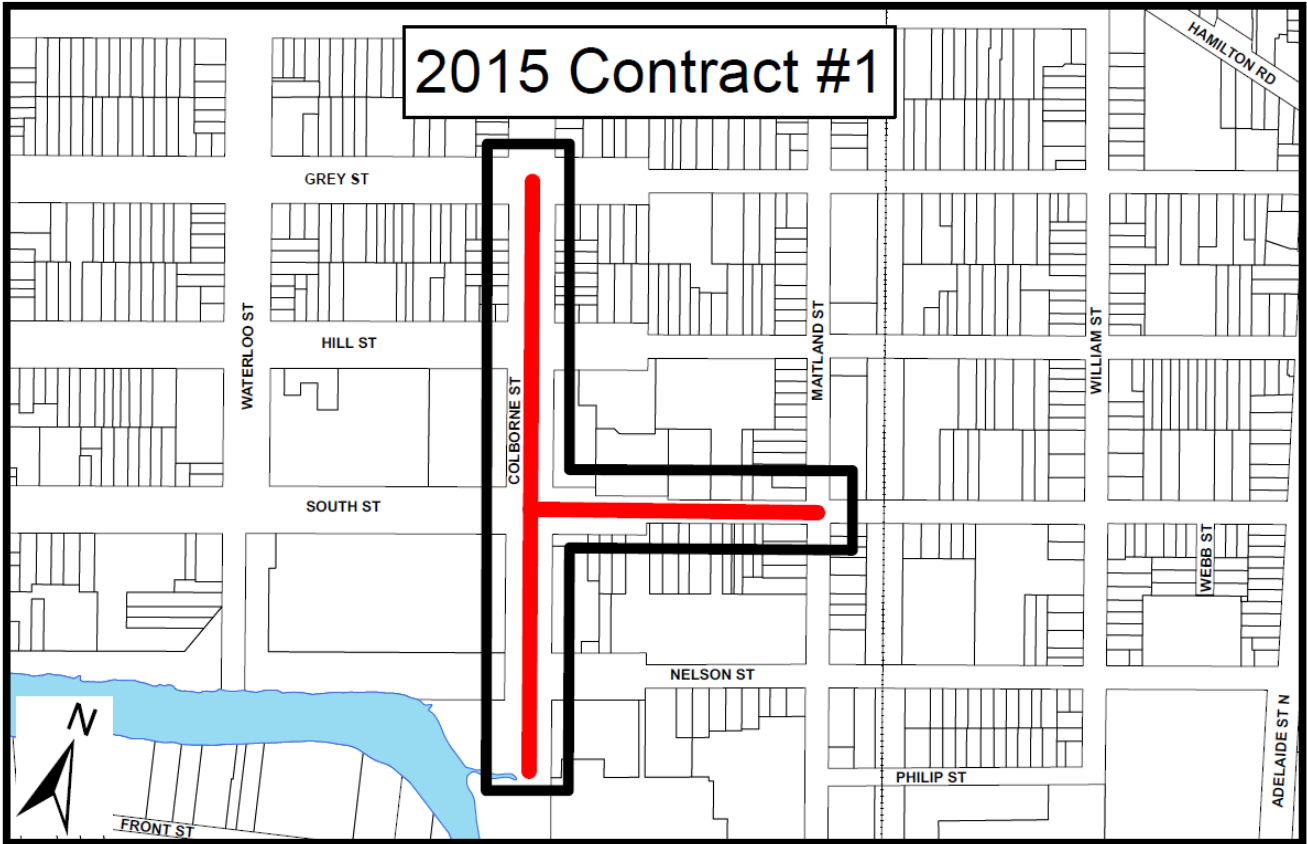 HAMILTON RD
2015 Contract #1
GREY ST
WATERLOO ST
HILL ST
COLBORNE ST
MAITLAND ST
WILLIAM ST
SOUTH ST
WEBB ST
NELSON ST
ADELAIDE ST N
N
PHILIP ST
FRONT ST